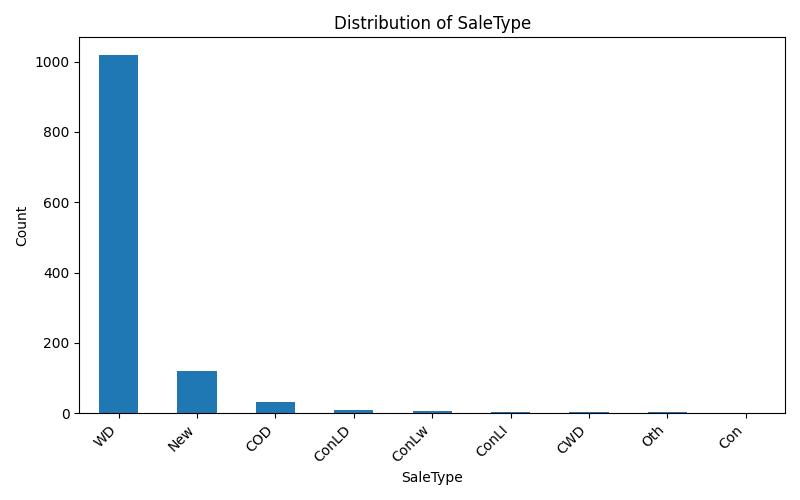 Distribution of SaleType
1000
800
600
400
200
0
Count
WD
New
COD
ConLD
ConLw
ConLI
CWD
Oth
Con
SaleType